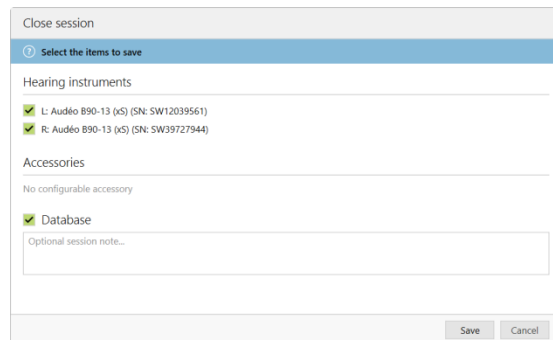 Close session
? Select the items to save
Hearing instruments
L: Audéo B90-13 (xS) (SN: SW12039561)
R: Audéo B90-13 (xS) (SN: SW39727944)
Accessories
No configurable accessory
Database
Optional session note...
Save Cancel